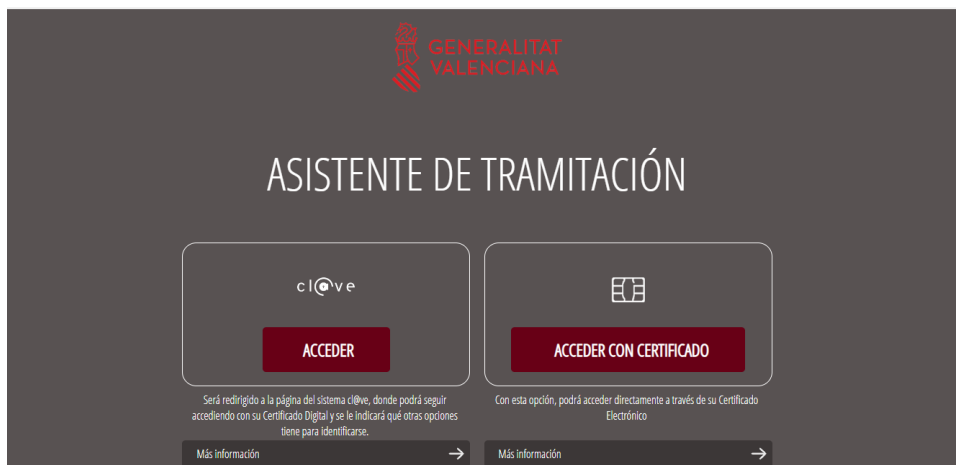 GENERALITAT
VALENCIANA
ASISTENTE DE TRAMITACIÓN
cl@ve
ACCEDER
Será redirigido a la página del sistema cl@ve, donde podrá seguir
accediendo con su Certificado Digital y se le indicará qué otras opciones
tiene para identificarse.
Más información
ACCEDER CON CERTIFICADO
Con esta opción, podrá acceder directamente a través de su Certificado
Electrónico
Más información